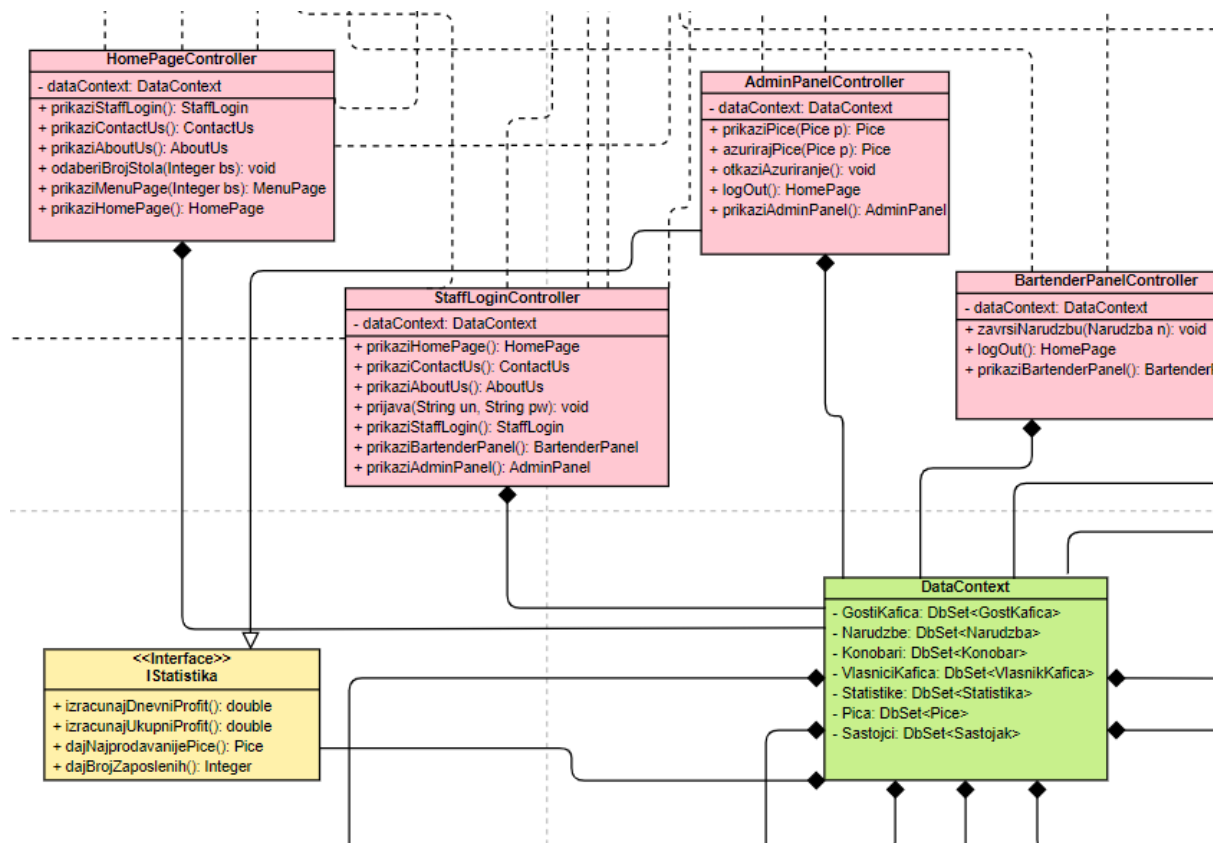 HomePageController
- dataContext: DataContext
+ prikaziStaffLogin(): StaffLogin
+ prikaziContactUs(): ContactUs
+ prikaziAboutUs(): AboutUs
+ odaberiBrojStola(Integer bs): void
+ prikaziMenuPage(Integer bs): MenuPage
+ prikaziHomePage(): HomePage
AdminPanelController
- dataContext: DataContext
+ prikaziPice(Pice p): Pice
+ azurirajPice(Pice p): Pice
+ otkaziAzuriranje(): void
+ logOut(): HomePage
+ prikaziAdminPanel(): AdminPanel
StaffLoginController
- dataContext: DataContext
+ prikaziHomePage(): HomePage
+ prikaziContactUs(): ContactUs
+ prikaziAboutUs(): AboutUs
+ prijava(String un, String pw): void
+ prikaziStaffLogin(): StaffLogin
+ prikaziBartenderPanel(): BartenderPanel
+ prikaziAdminPanel(): AdminPanel
BartenderPanelController
- dataContext: DataContext
+ zavrsiNarudzbu(Narudzba n): void
+ logOut(): HomePage
+ prikaziBartenderPanel():
<<Interface>>
IStatistika
+ izracunajDnevniProfit(): double
+ izracunajUkupniProfit(): double
+ dajNajprodavanijePice(): Pice
+ dajBrojZaposlenih(): Integer
DataContext
- GostiKafica: DbSet<GostKafica>
- Narudzbe: DbSet<Narudzba>
- Konobari: DbSet<Konobar>
- VlasniciKafica: DbSet<VlasnikKafica>
- Statistike: DbSet<Statistika>
- Pica: DbSet<Pice>
- Sastojci: DbSet<Sastojak>